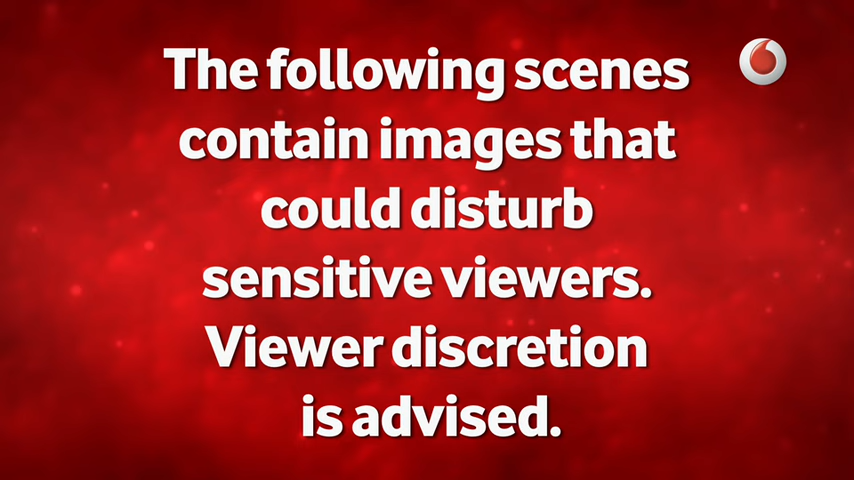 The following scenes
contain images that
could disturb
sensitive viewers.
Viewer discretion
is advised.